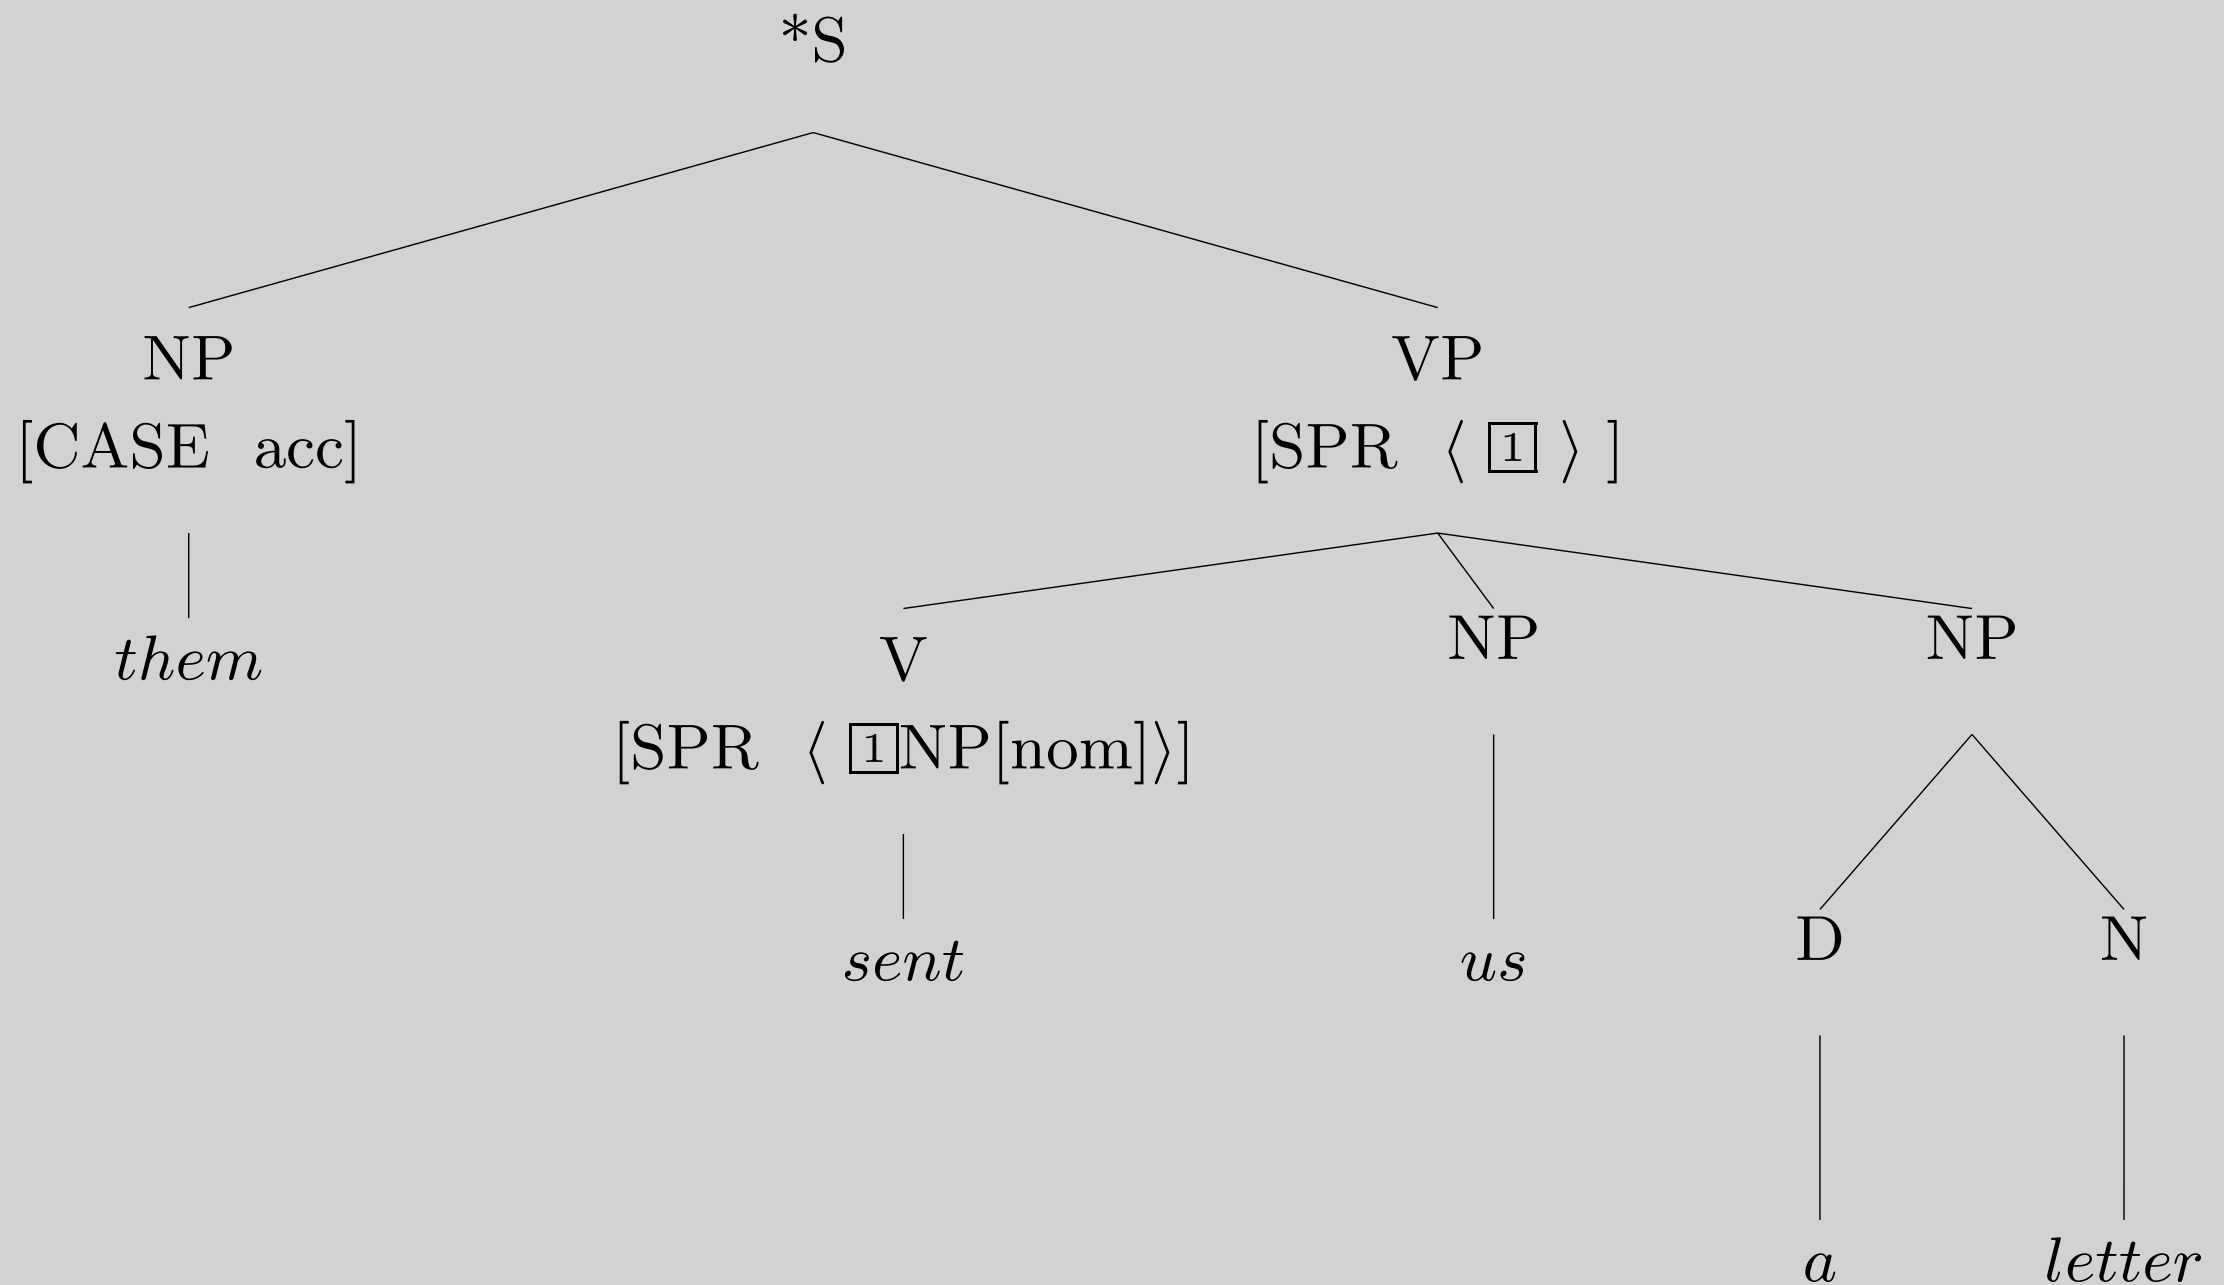 *S
NP VP
[CASE acc] [SPR ⟨ 1 ⟩ ]
them V NP NP
[SPR ⟨ 1NP[nom]⟩]
sent us D N
a letter